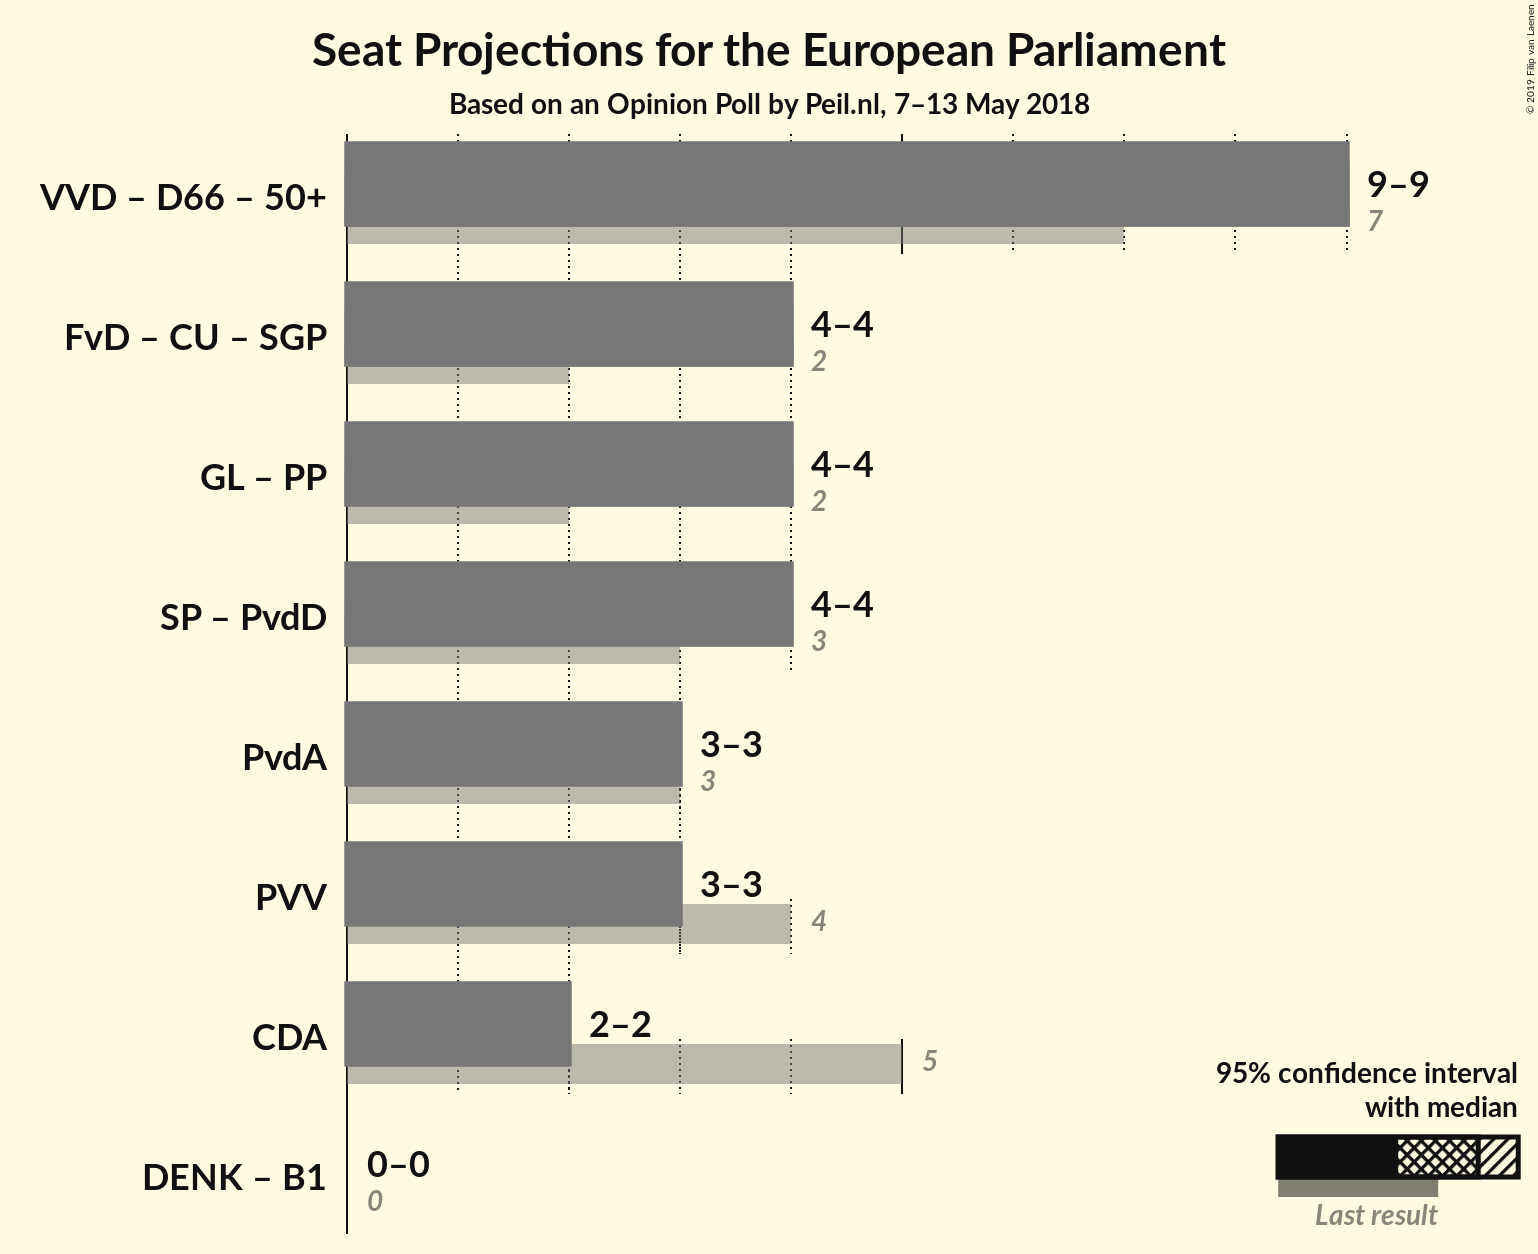 Seat Projections for the European Parliament
Based on an Opinion Poll by Peil.nl, 7–13 May 2018
© 2019 Filip van Laenen
VVD – D66 – 50+
9–9
7
FvD – CU – SGP
4–4
2
GL – PP
4–4
2
SP – PvdD
4–4
3
PvdA
3–3
3
PVV
3–3
4
CDA
2–2
5
DENK – B1
0–0
0
95% confidence interval
with median
Last result